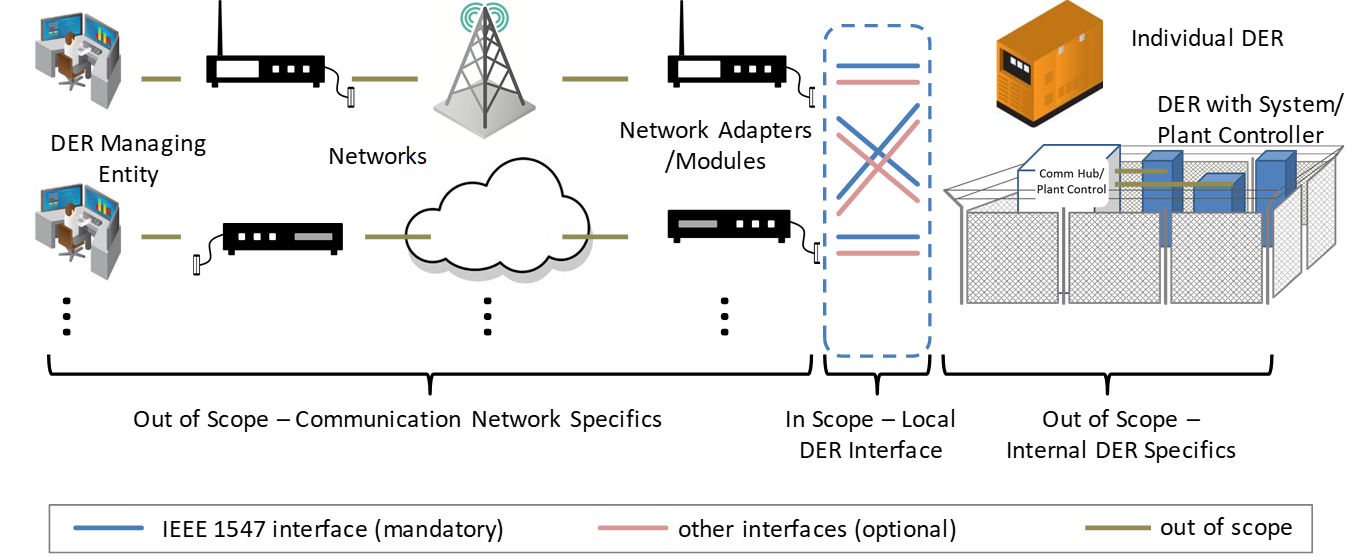 Individual DER
DER with System/
Plant Controller
DER Managing
Entity
Networks
Network Adapters
/Modules
Comm Hub/
Plant Control
Out of Scope – Communication Network Specifics
In Scope – Local
DER Interface
Out of Scope –
Internal DER Specifics
IEEE 1547 interface (mandatory)
other interfaces (optional)
out of scope